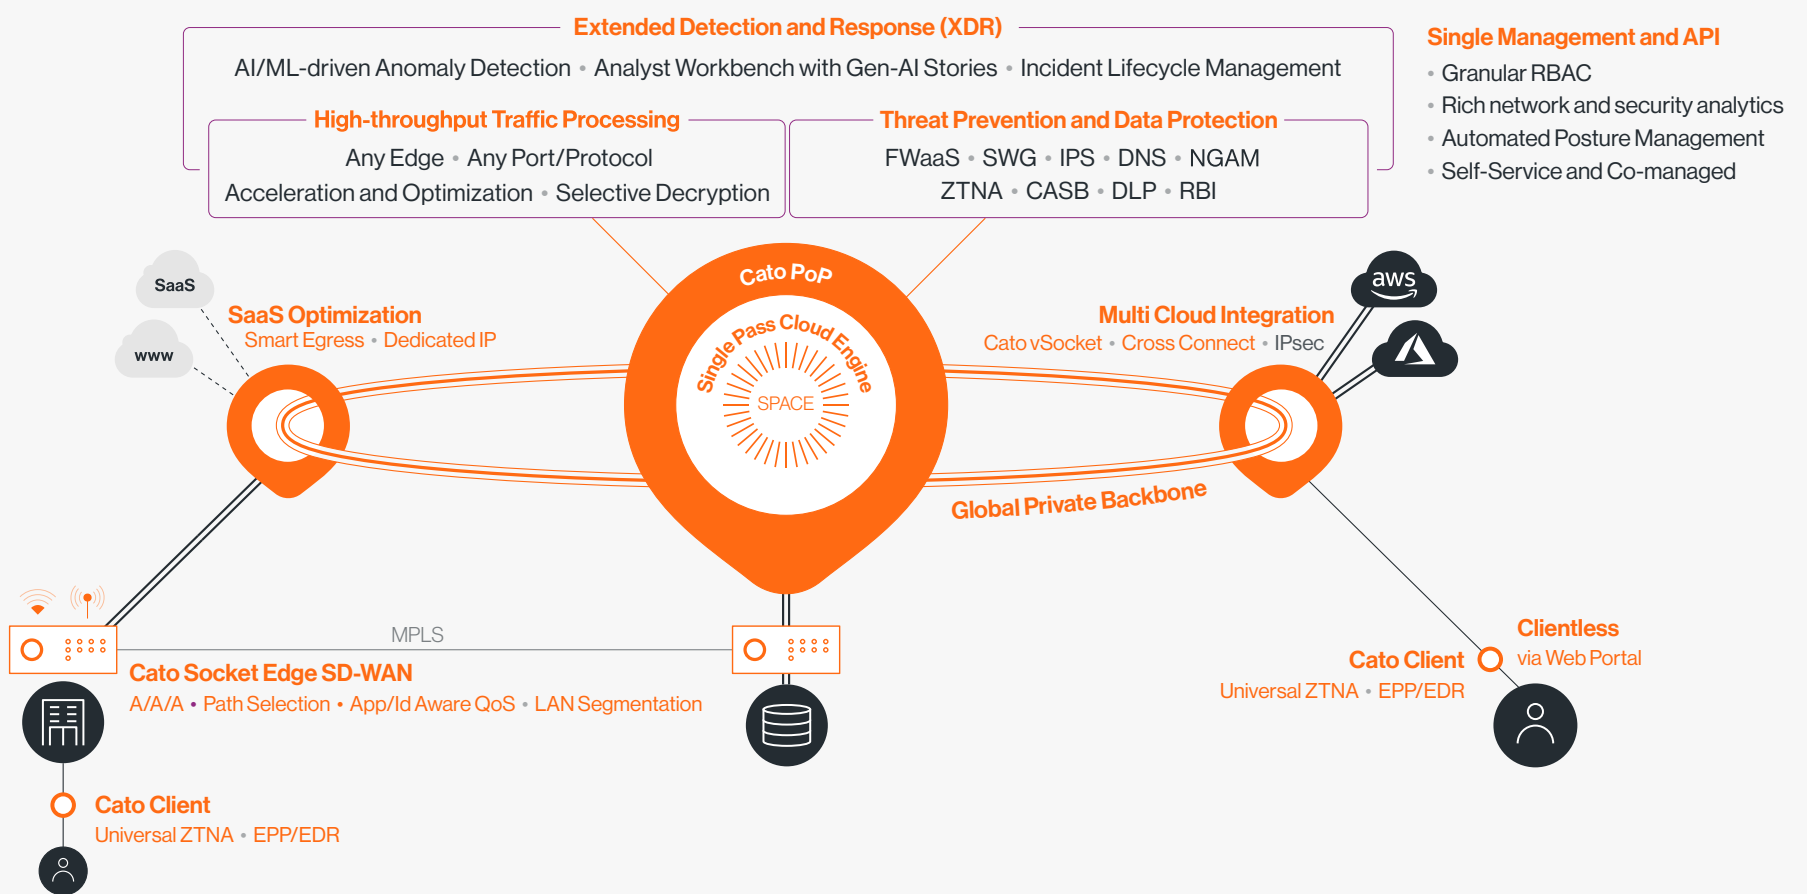 Extended Detection and Response (XDR)
AI/ML-driven Anomaly Detection • Analyst Workbench with Gen-AI Stories • Incident Lifecycle Management
High-throughput Traffic Processing
Any Edge • Any Port/Protocol
Acceleration and Optimization • Selective Decryption
Threat Prevention and Data Protection
FWaaS • SWG • IPS • DNS • NGAM
ZTNA • CASB • DLP • RBI
Single Management and API
• Granular RBAC
• Rich network and security analytics
• Automated Posture Management
• Self-Service and Co-managed
SaaS
www
SaaS Optimization
Smart Egress • Dedicated IP
Cato PoP
Single Pass Cloud Engine
SPACE
Multi Cloud Integration
Cato vSocket • Cross Connect • IPsec
aws
Global Private Backbone
MPLS
Cato Socket Edge SD-WAN
A/A/A • Path Selection • App/Id Aware QoS • LAN Segmentation
Cato Client
Universal ZTNA • EPP/EDR
Clientless
via Web Portal
Cato Client
Universal ZTNA • EPP/EDR